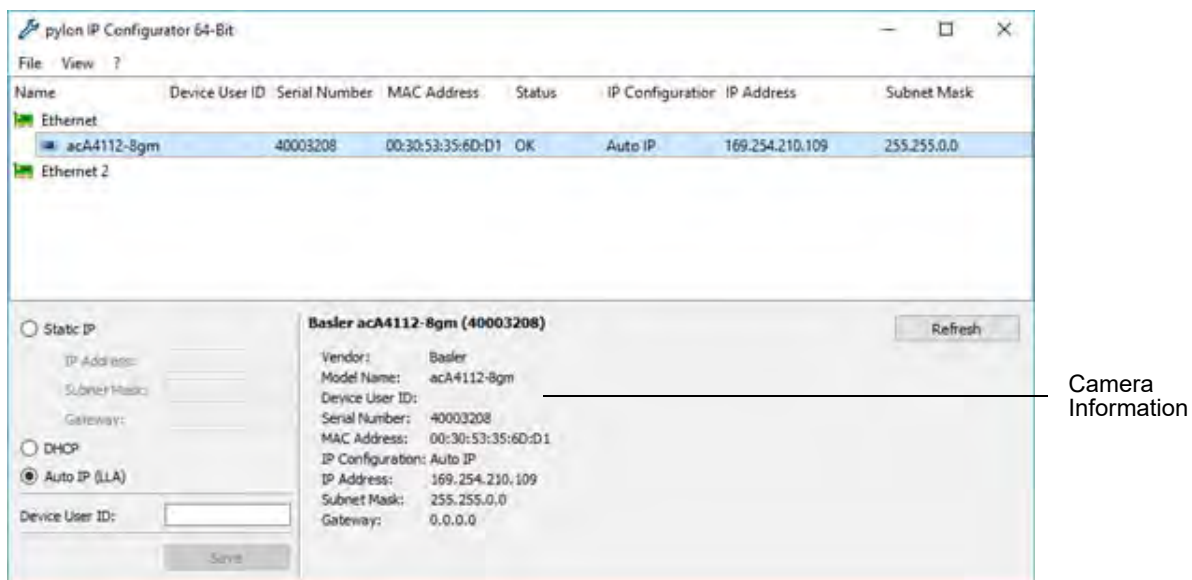 pylon IP Configurator 64-Bit
File View ?
Name Device User ID Serial Number MAC Address Status IP Configuration IP Address Subnet Mask
Ethernet
acA4112-8gm 40003208 00:30:53:35:6D:D1 OK Auto IP 169.254.210.109 255.255.0.0
Ethernet 2
Static IP
IP Address:
Subnet Mask:
Gateway:
DHCP
Auto IP (LLA)
Device User ID:
Save
Basler acA4112-8gm (40003208)
Vendor: Basler
Model Name: acA4112-8gm
Device User ID:
Serial Number: 40003208
MAC Address: 00:30:53:35:6D:D1
IP Configuration: Auto IP
IP Address: 169.254.210.109
Subnet Mask: 255.255.0.0
Gateway: 0.0.0.0
Refresh
Camera
Information